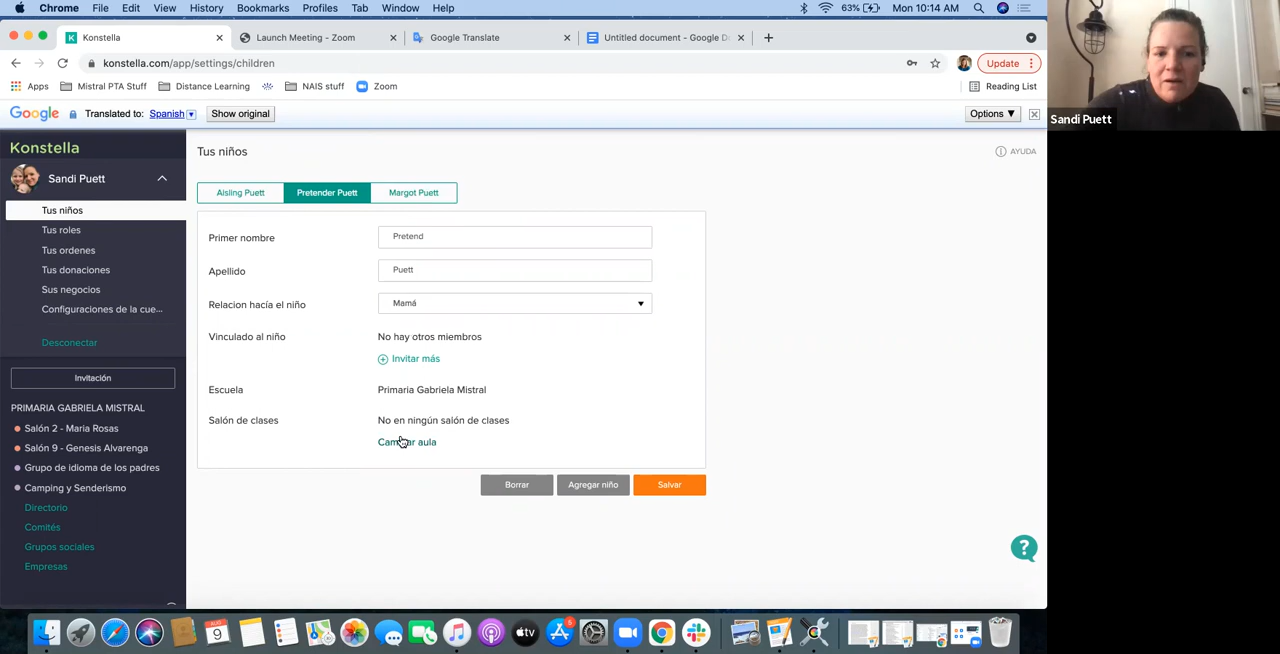 Chrome File Edit View History Bookmarks Profiles Tab Window Help 63% Mon 10:14 AM
Konstella Launch Meeting - Zoom Google Translate Untitled document - Google D
konstella.com/app/settings/children Update
Apps Mistral PTA Stuff Distance Learning NAIS stuff Zoom Reading List
Google Translated to: Spanish Show original Options ▼
Sandi Puett
Konstella
Sandi Puett
Tus niños
Tus roles
Tus ordenes
Tus donaciones
Sus negocios
Configuraciones de la cue...
Desconectar
Invitación
PRIMARIA GABRIELA MISTRAL
Salón 2 - Maria Rosas
Salón 9 - Genesis Alvarenga
Grupo de idioma de los padres
Camping y Senderismo
Directorio
Comités
Grupos sociales
Empresas
Tus niños AYUDA
Aisling Puett Pretender Puett Margot Puett
Primer nombre Pretend
Apellido Puett
Relacion hacía el niño Mamá
Vinculado al niño No hay otros miembros
Invitar más
Escuela Primaria Gabriela Mistral
Salón de clases No en ningún salón de clases
Cambiar aula
Borrar Agregar niño Salvar
?
AUG 9 tv 6